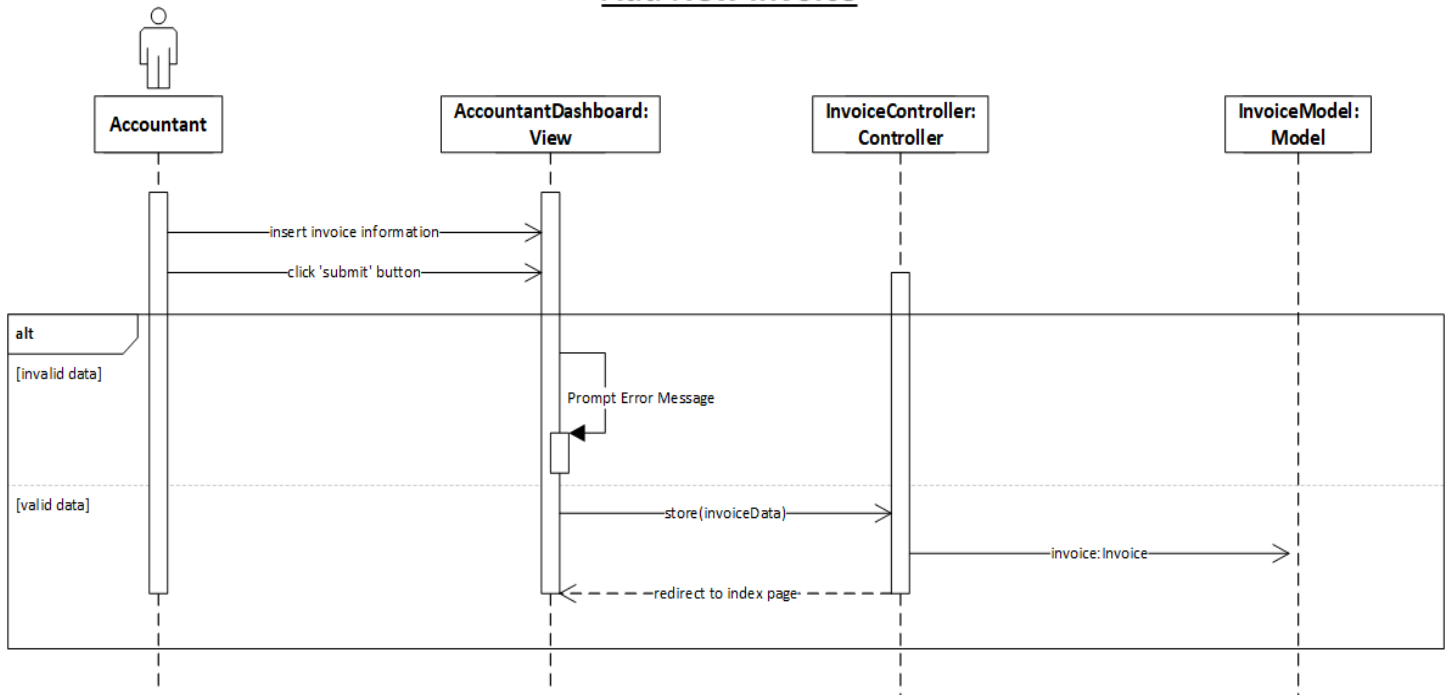 Accountant
AccountantDashboard:
View
InvoiceController:
Controller
InvoiceModel:
Model
insert invoice information
click 'submit' button
alt
[invalid data]
Prompt Error Message
[valid data]
store(invoiceData)
invoice:Invoice
redirect to index page